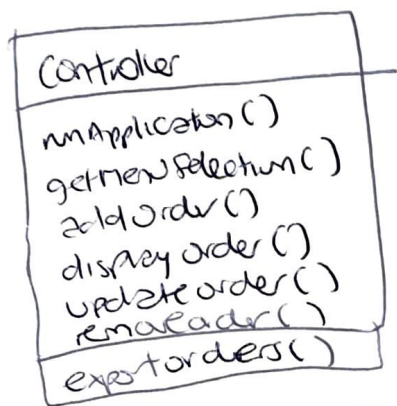 Controller
runApplication()
getMenuSelection()
addOrder()
displayorder()
updateorder()
removeorder()
exportorders()